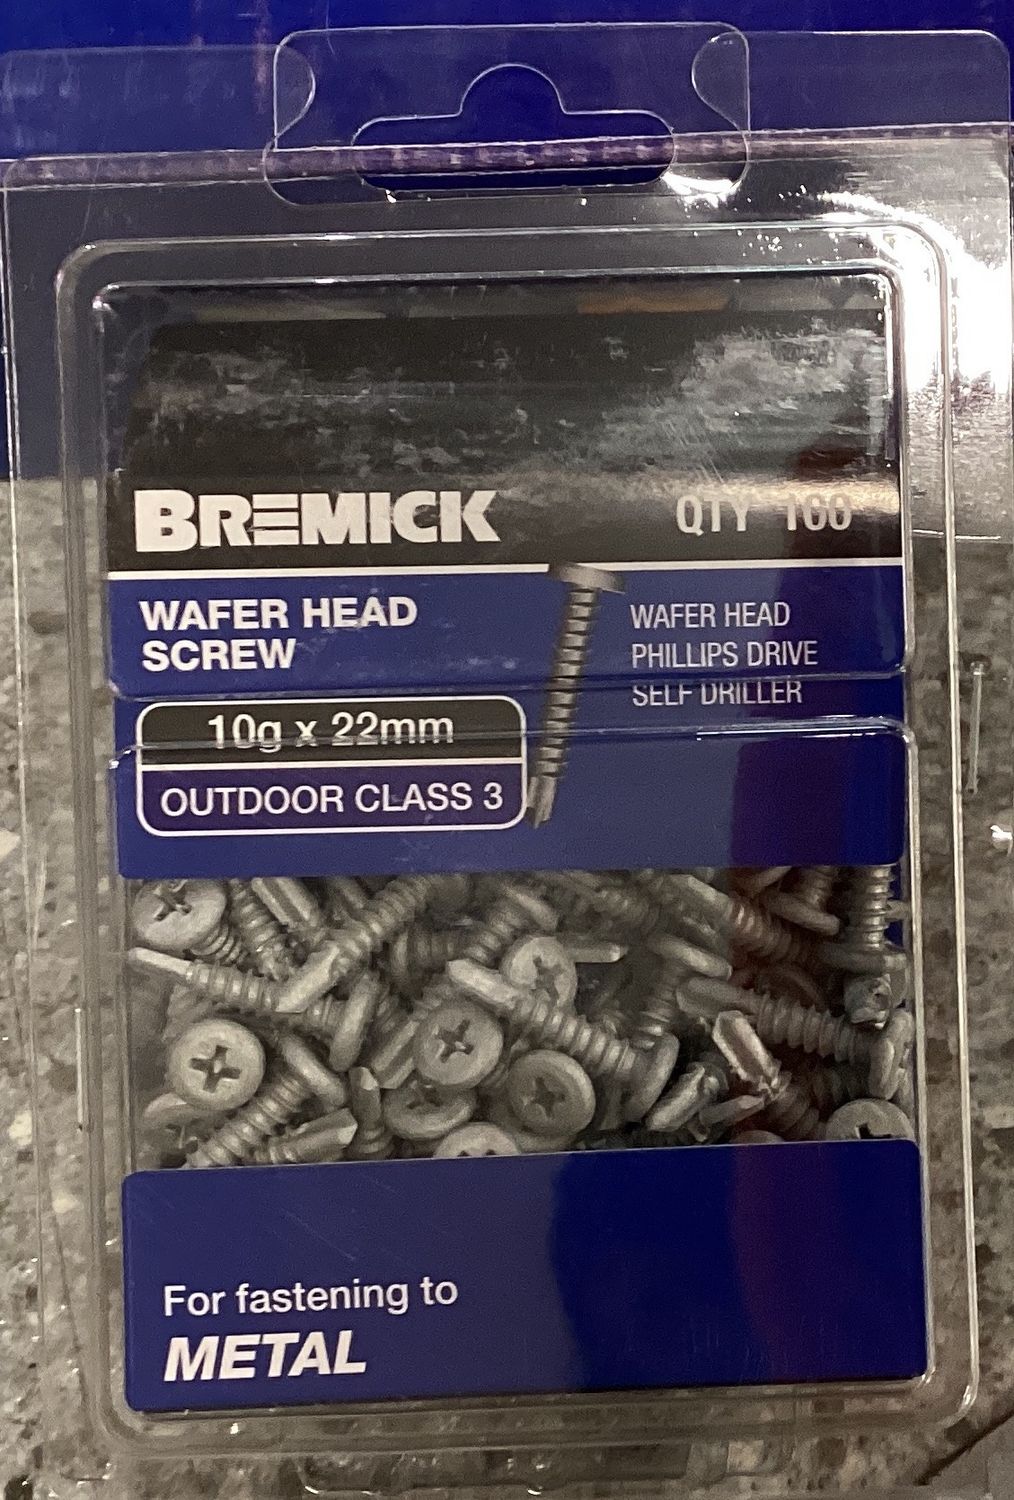 BREMICK
QTY 160
WAFER HEAD
SCREW
WAFER HEAD
PHILLIPS DRIVE
SELF DRILLER
10g x 22mm
OUTDOOR CLASS 3
For fastening to
METAL